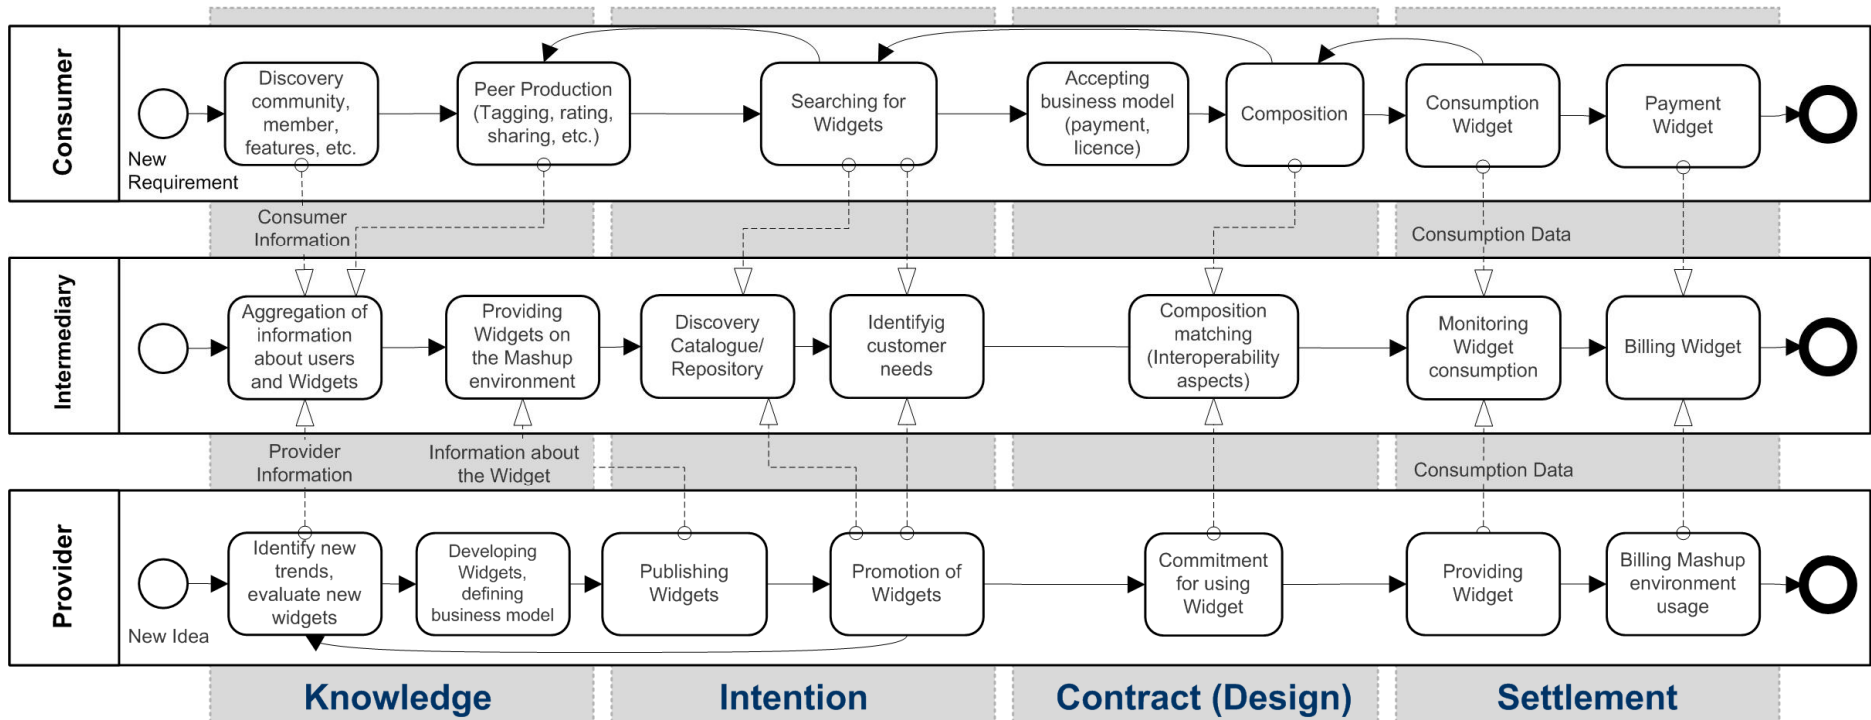 Consumer
New
Requirement
Discovery
community,
member,
features, etc.
Peer Production
(Tagging, rating,
sharing, etc.)
Searching for
Widgets
Accepting
business model
(payment,
licence)
Composition
Consumption
Widget
Payment
Widget
Consumer
Information
Consumption Data
Intermediary
Aggregation of
information
about users
and Widgets
Providing
Widgets on
the Mashup
environment
Discovery
Catalogue/
Repository
Identifyig
customer
needs
Composition
matching
(Interoperability
aspects)
Monitoring
Widget
consumption
Billing Widget
Provider
Information
Information about
the Widget
Consumption Data
Provider
New Idea
Identify new
trends,
evaluate new
widgets
Developing
Widgets,
defining
business model
Publishing
Widgets
Promotion of
Widgets
Commitment
for using
Widget
Providing
Widget
Billing Mashup
environment
usage
Knowledge
Intention
Contract (Design)
Settlement